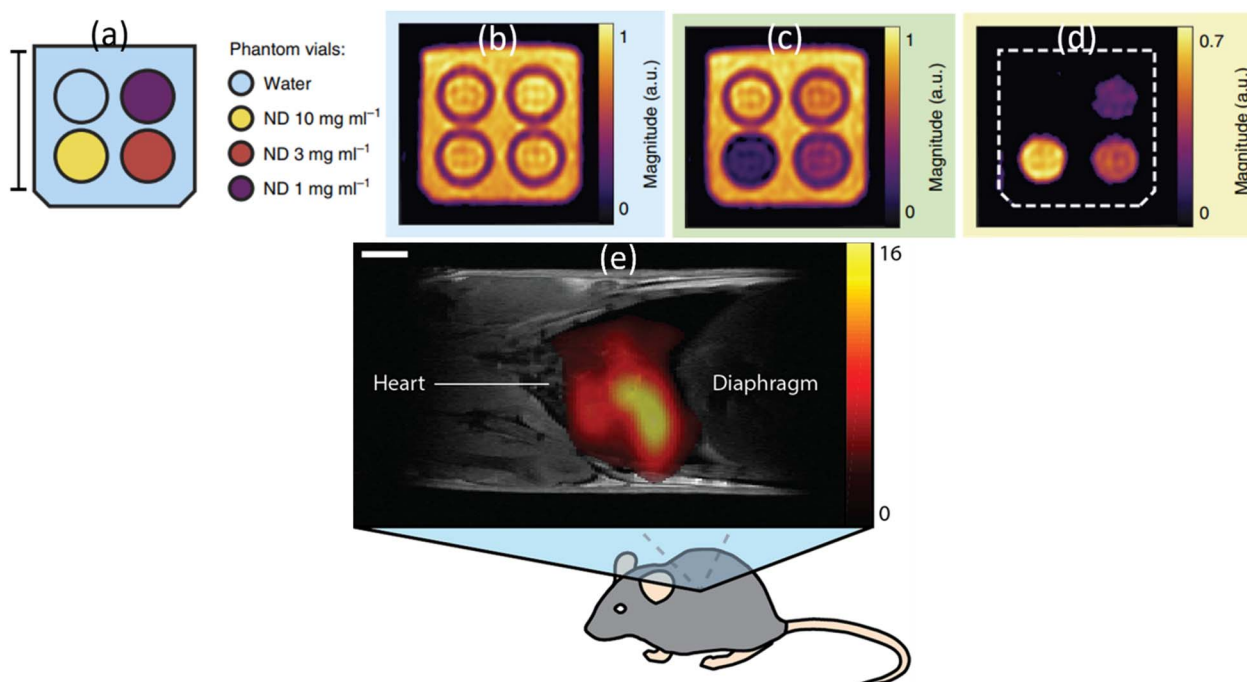 (a)
Phantom vials:
Water
ND 10 mg ml⁻¹
ND 3 mg ml⁻¹
ND 1 mg ml⁻¹
(b)
1
0
Magnitude (a.u.)
(c)
1
0
Magnitude (a.u.)
(d)
0.7
0
Magnitude (a.u.)
(e)
16
Heart
Diaphragm
0